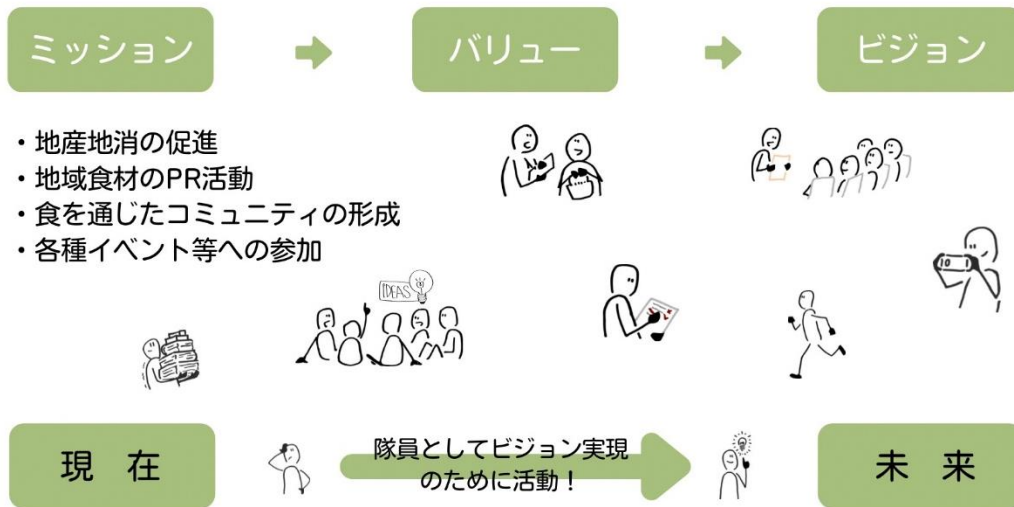 ミッション
バリュー
ビジョン
・地産地消の促進
・地域食材のPR活動
・食を通じたコミュニティの形成
・各種イベント等への参加
IDEAS
現 在
隊員としてビジョン実現
のために活動！
未 来